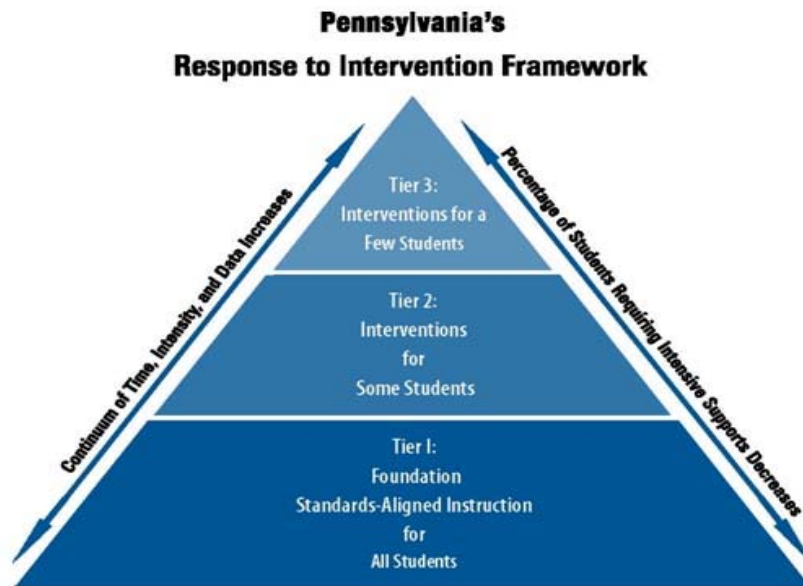 Pennsylvania's
Response to Intervention Framework
Continuum of Time, Intensity, and Data Increases
Percentage of Students Requiring Intensive Supports Decreases
Tier 3:
Interventions for a
Few Students
Tier 2:
Interventions
for
Some Students
Tier I:
Foundation
Standards-Aligned Instruction
for
All Students